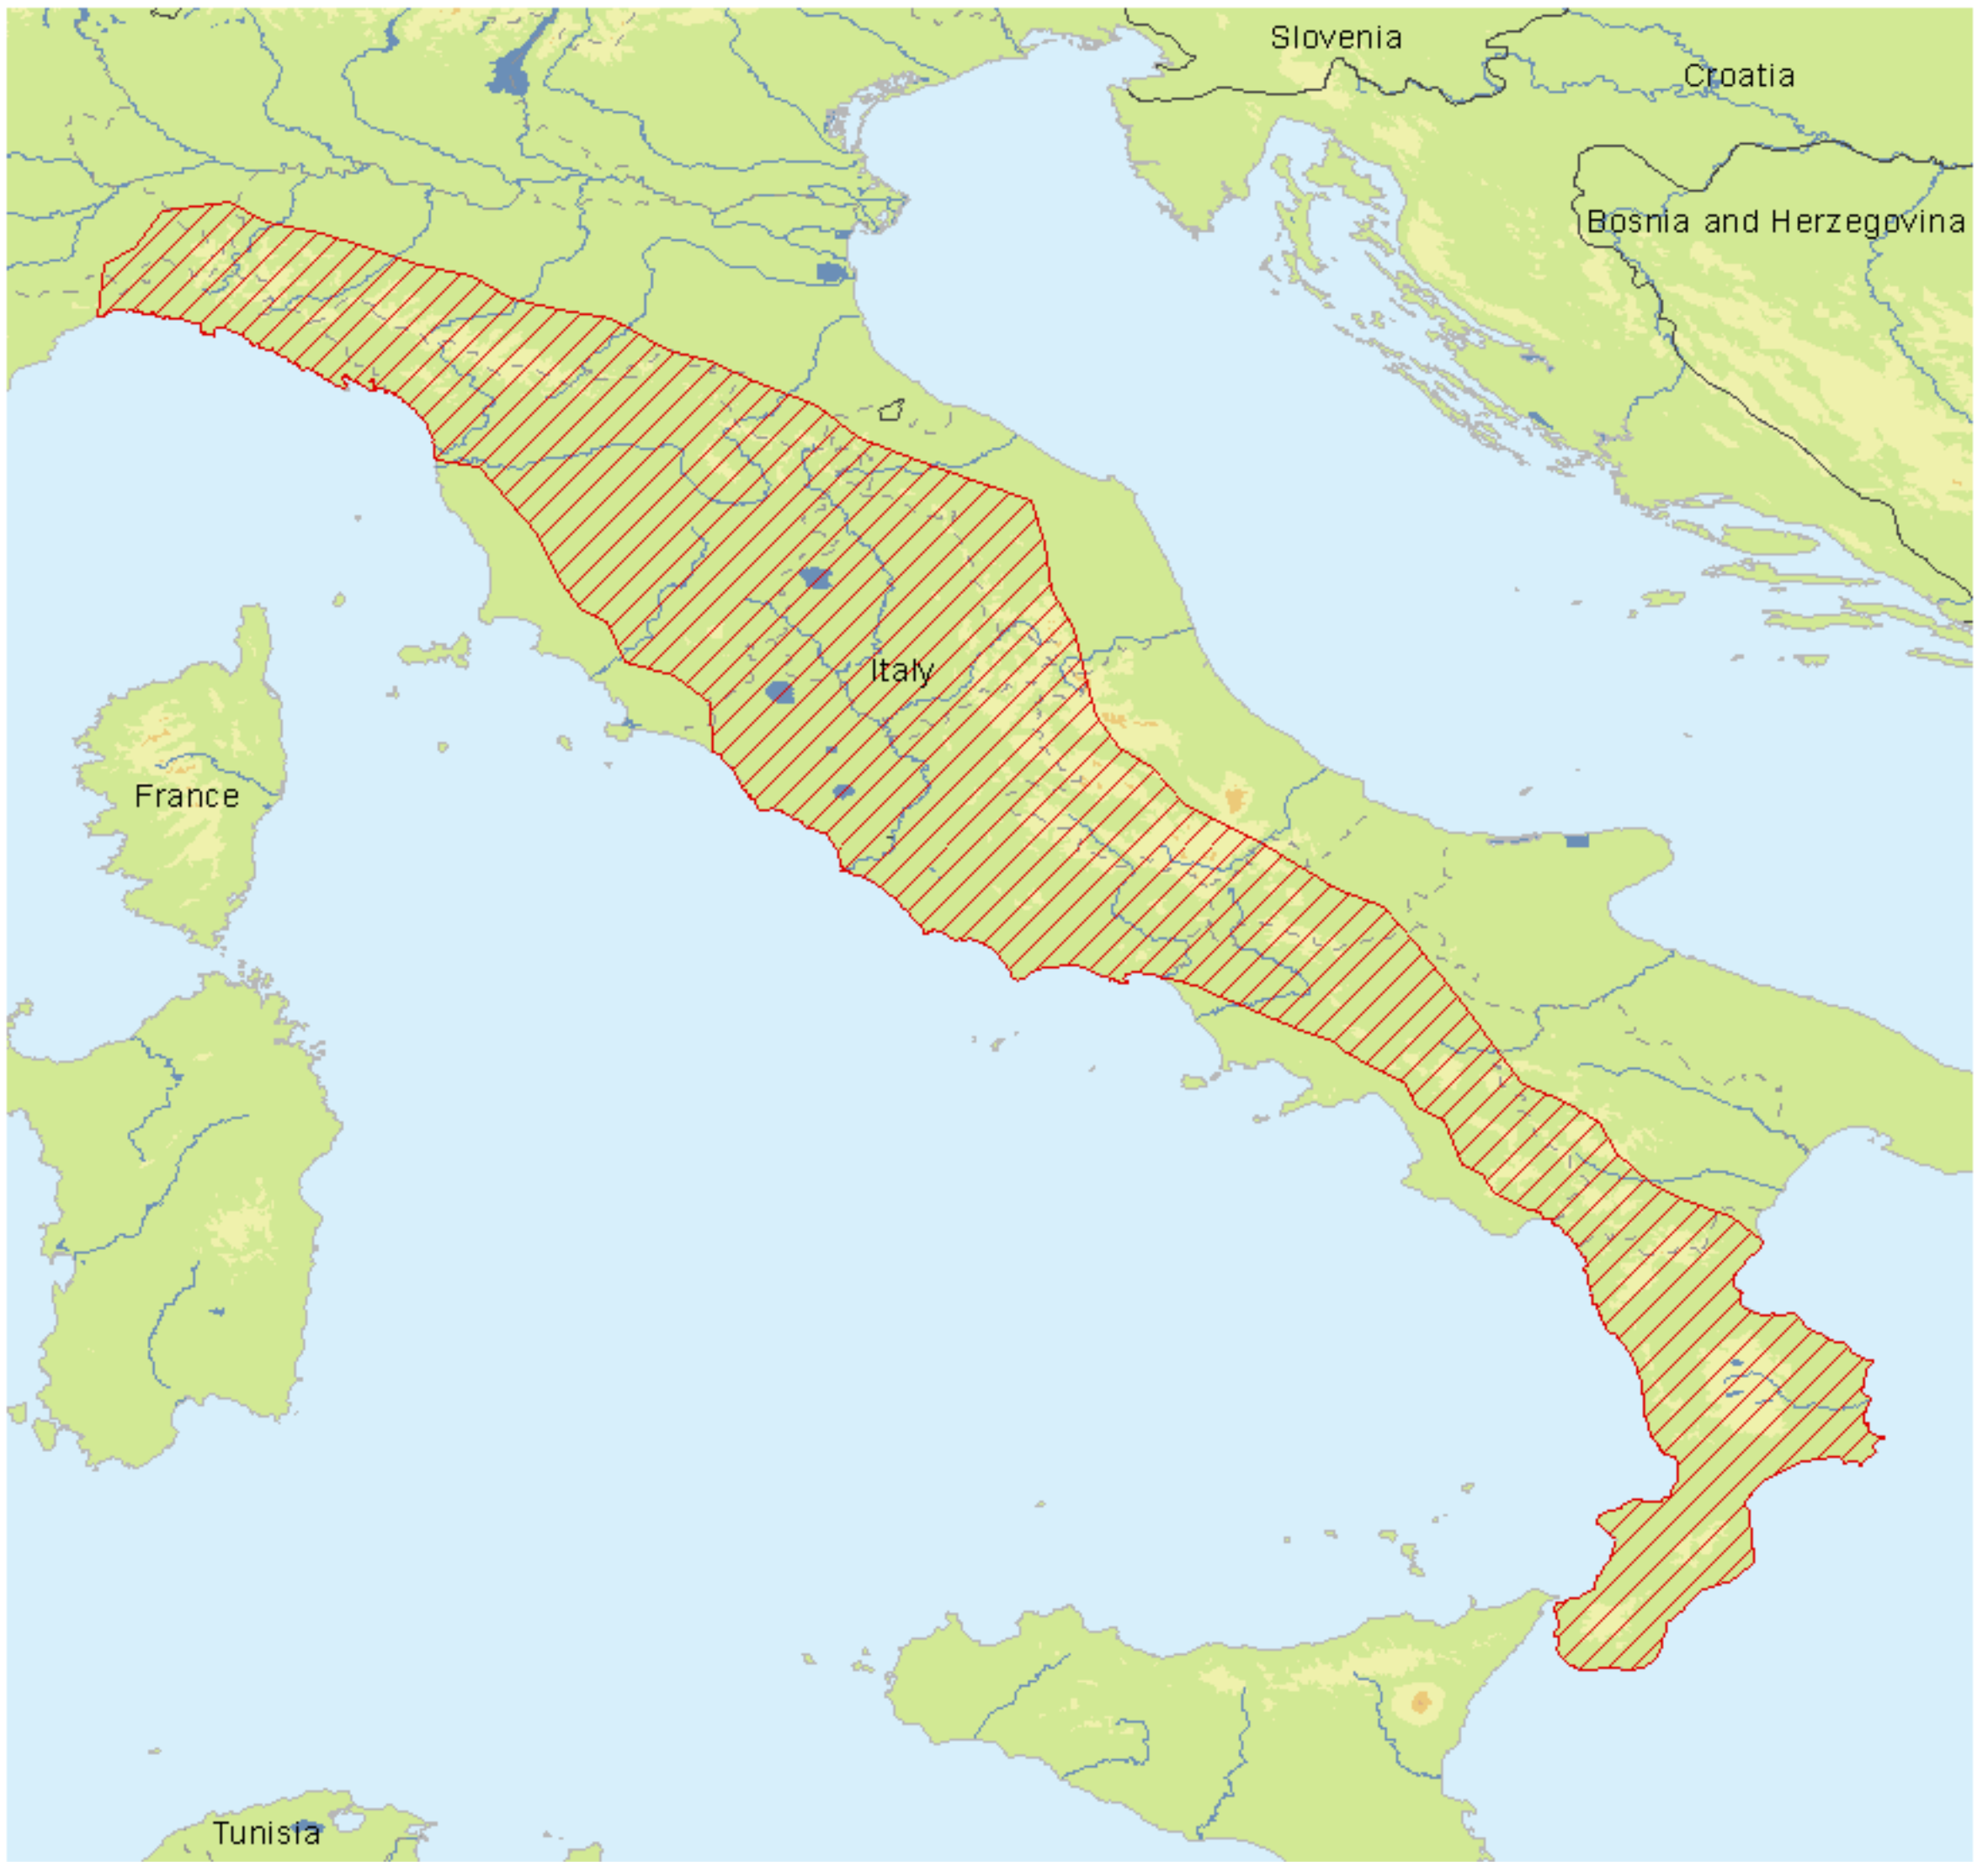 Slovenia
Croatia
Bosnia and Herzegovina
Italy
France
Tunisia